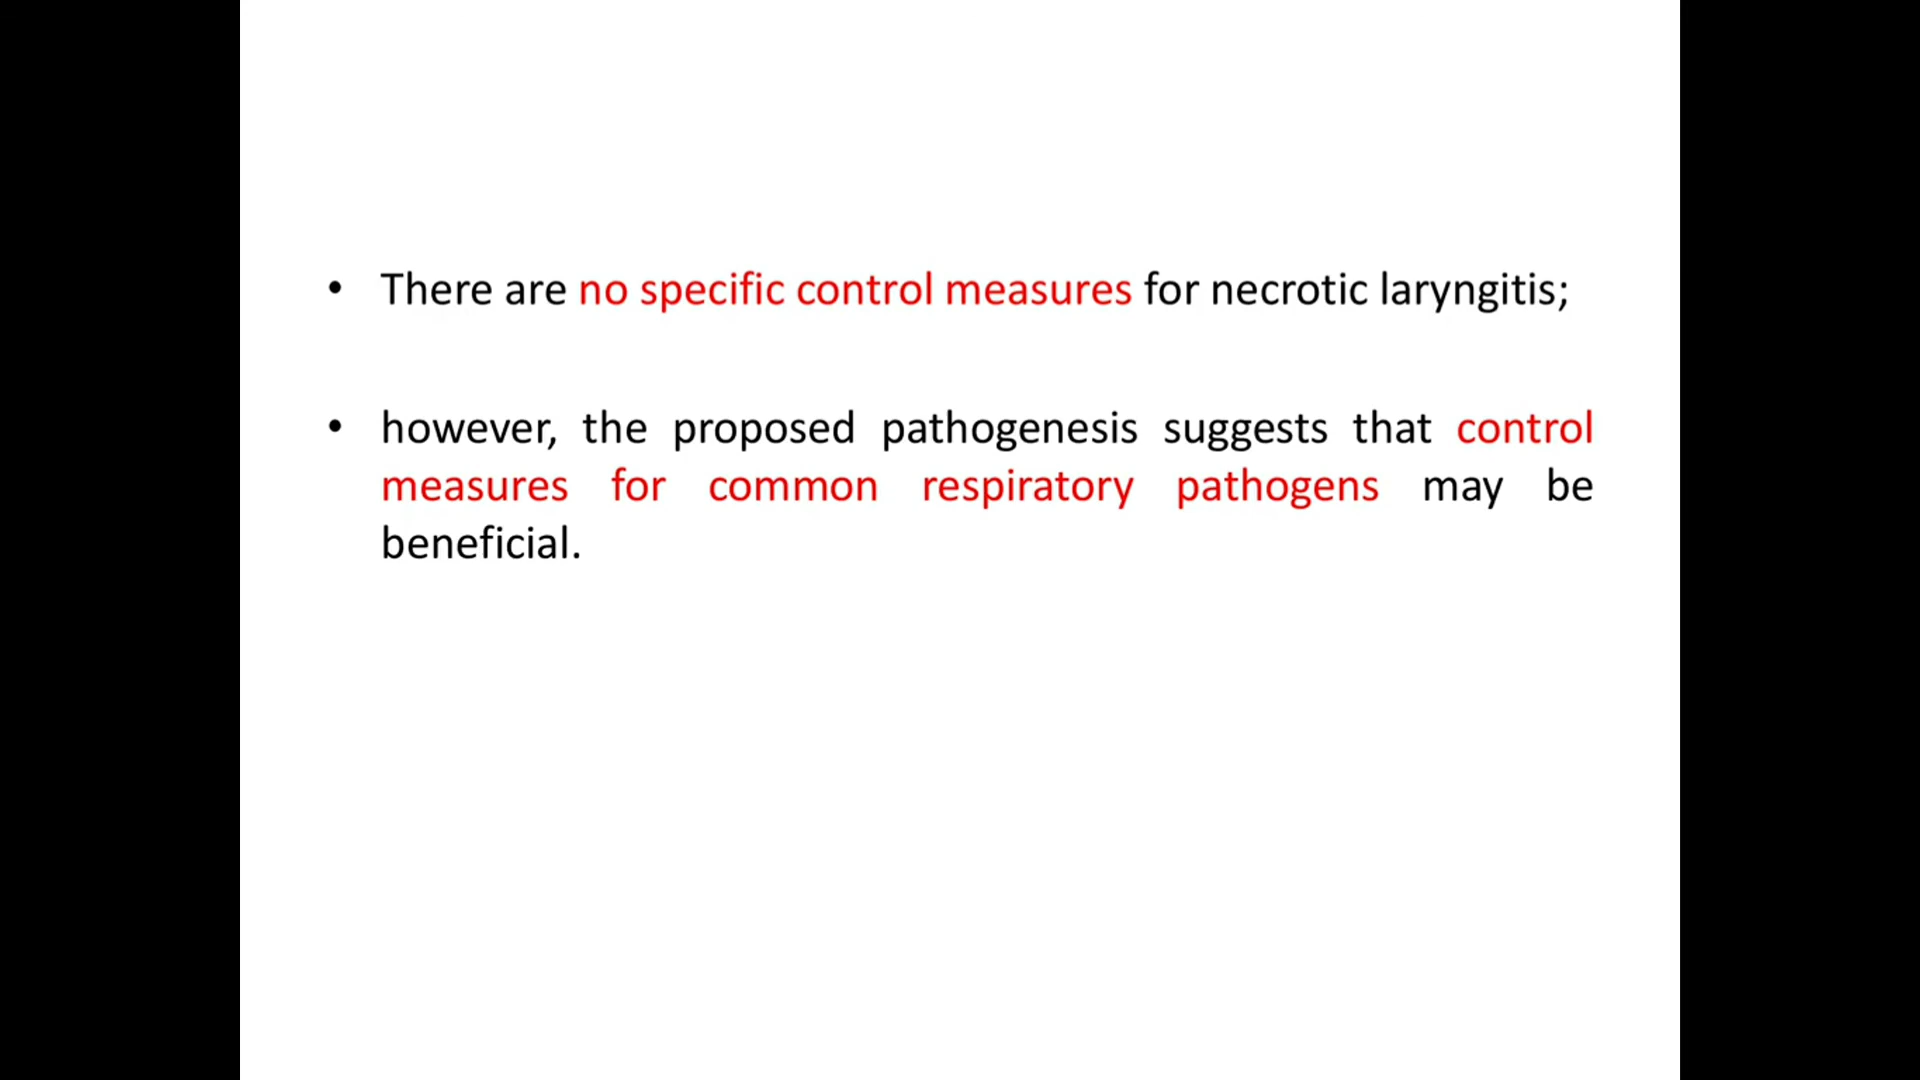 • There are no specific control measures for necrotic laryngitis;
• however, the proposed pathogenesis suggests that control
measures for common respiratory pathogens may be
beneficial.